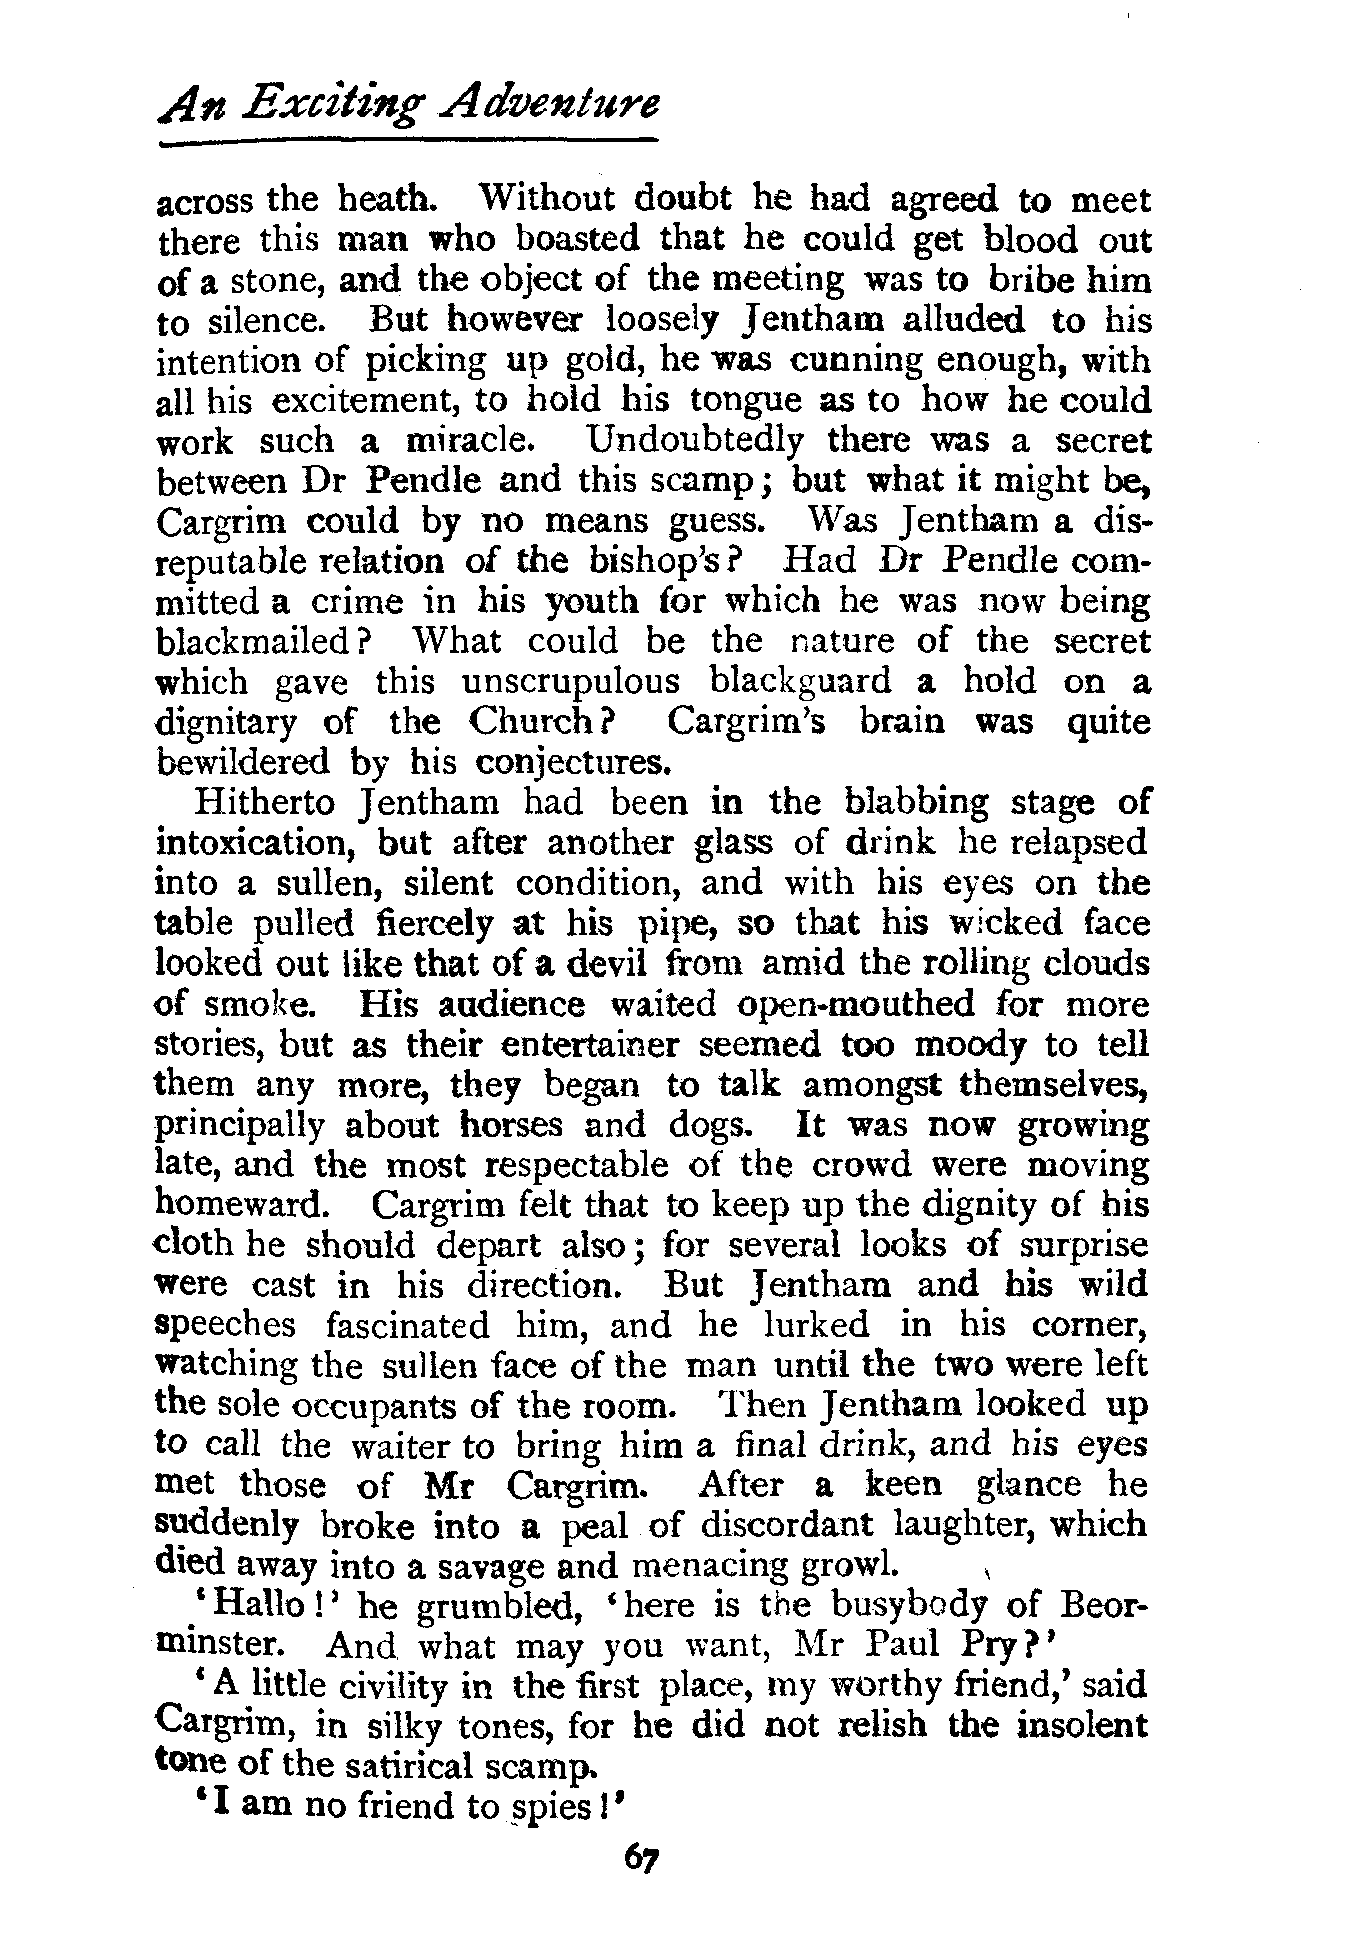 An Exciting Adventure
across the heath. Without doubt he had agreed to meet
there this man who boasted that he could get blood out
of a stone, and the object of the meeting was to bribe him
to silence. But however loosely Jentham alluded to his
intention of picking up gold, he was cunning enough, with
all his excitement, to hold his tongue as to how he could
work such a miracle. Undoubtedly there was a secret
between Dr Pendle and this scamp; but what it might be,
Cargrim could by no means guess. Was Jentham a dis-
reputable relation of the bishop's? Had Dr Pendle com-
mitted a crime in his youth for which he was now being
blackmailed? What could be the nature of the secret
which gave this unscrupulous blackguard a hold on a
dignitary of the Church? Cargrim's brain was quite
bewildered by his conjectures.
Hitherto Jentham had been in the blabbing stage of
intoxication, but after another glass of drink he relapsed
into a sullen, silent condition, and with his eyes on the
table pulled fiercely at his pipe, so that his wicked face
looked out like that of a devil from amid the rolling clouds
of smoke. His audience waited open-mouthed for more
stories, but as their entertainer seemed too moody to tell
them any more, they began to talk amongst themselves,
principally about horses and dogs. It was now growing
late, and the most respectable of the crowd were moving
homeward. Cargrim felt that to keep up the dignity of his
cloth he should depart also; for several looks of surprise
were cast in his direction. But Jentham and his wild
speeches fascinated him, and he lurked in his corner,
watching the sullen face of the man until the two were left
the sole occupants of the room. Then Jentham looked up
to call the waiter to bring him a final drink, and his eyes
met those of Mr Cargrim. After a keen glance he
suddenly broke into a peal of discordant laughter, which
died away into a savage and menacing growl.
'Hallo!' he grumbled, 'here is the busybody of Beor-
minster. And what may you want, Mr Paul Pry?'
'A little civility in the first place, my worthy friend,' said
Cargrim, in silky tones, for he did not relish the insolent
tone of the satirical scamp.
'I am no friend to spies!'
67